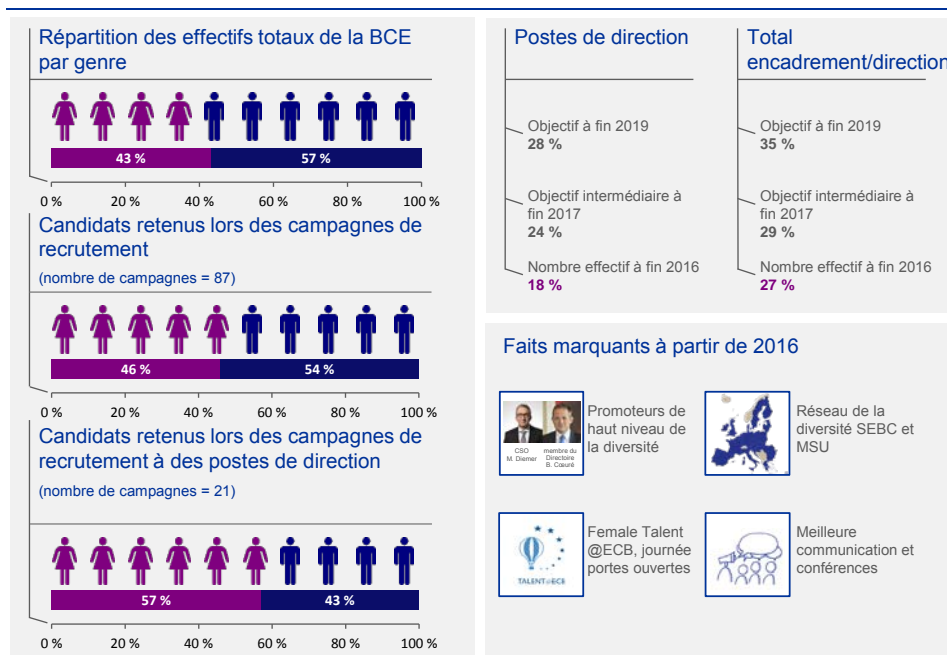 Répartition des effectifs totaux de la BCE
par genre
43 %
57 %
0 %
20 %
40 %
60 %
80 %
100 %
Candidats retenus lors des campagnes de
recrutement
(nombre de campagnes = 87)
46 %
54 %
0 %
20 %
40 %
60 %
80 %
100 %
Candidats retenus lors des campagnes de
recrutement à des postes de direction
(nombre de campagnes = 21)
57 %
43 %
0 %
20 %
40 %
60 %
80 %
100 %
Postes de direction
Objectif à fin 2019
28 %
Objectif intermédiaire à
fin 2017
24 %
Nombre effectif à fin 2016
18 %
Total
encadrement/direction
Objectif à fin 2019
35 %
Objectif intermédiaire à
fin 2017
29 %
Nombre effectif à fin 2016
27 %
Faits marquants à partir de 2016
CSO
M. Diemer
membre du
Directoire
B. Cœuré
Promoteurs de
haut niveau de
la diversité
Réseau de la
diversité SEBC et
MSU
TALENT@ECB
Female Talent
@ECB, journée
portes ouvertes
Meilleure
communication et
conférences